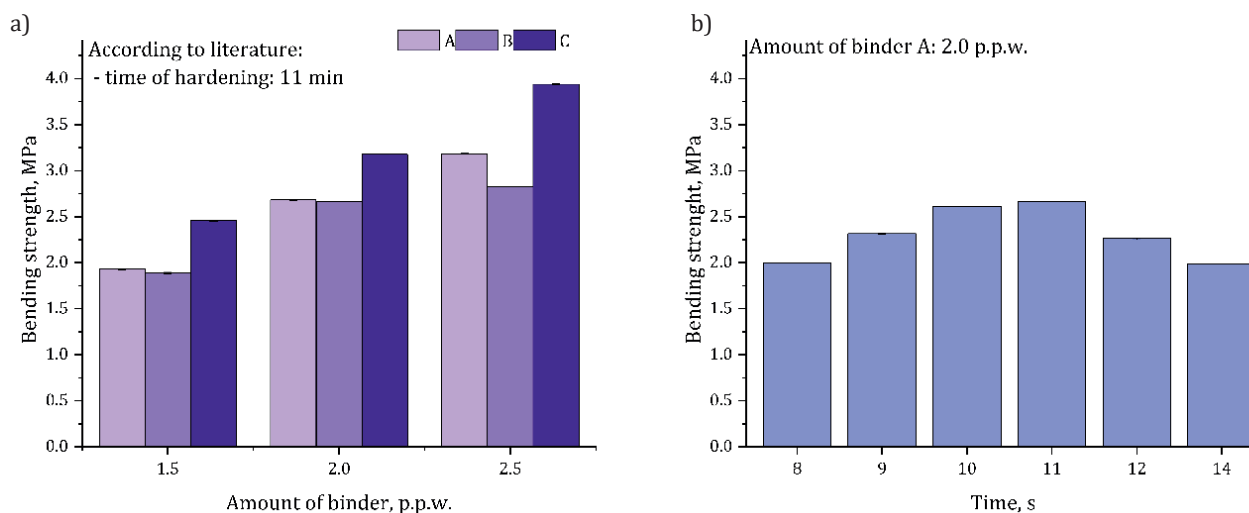 a)
According to literature:
- time of hardening: 11 min
A B C
4.0
3.5
3.0
2.5
2.0
1.5
1.0
0.5
0.0
Bending strength, MPa
1.5 2.0 2.5
Amount of binder, p.p.w.
b)
Amount of binder A: 2.0 p.p.w.
4.0
3.5
3.0
2.5
2.0
1.5
1.0
0.5
0.0
Bending strenght, MPa
8 9 10 11 12 14
Time, s